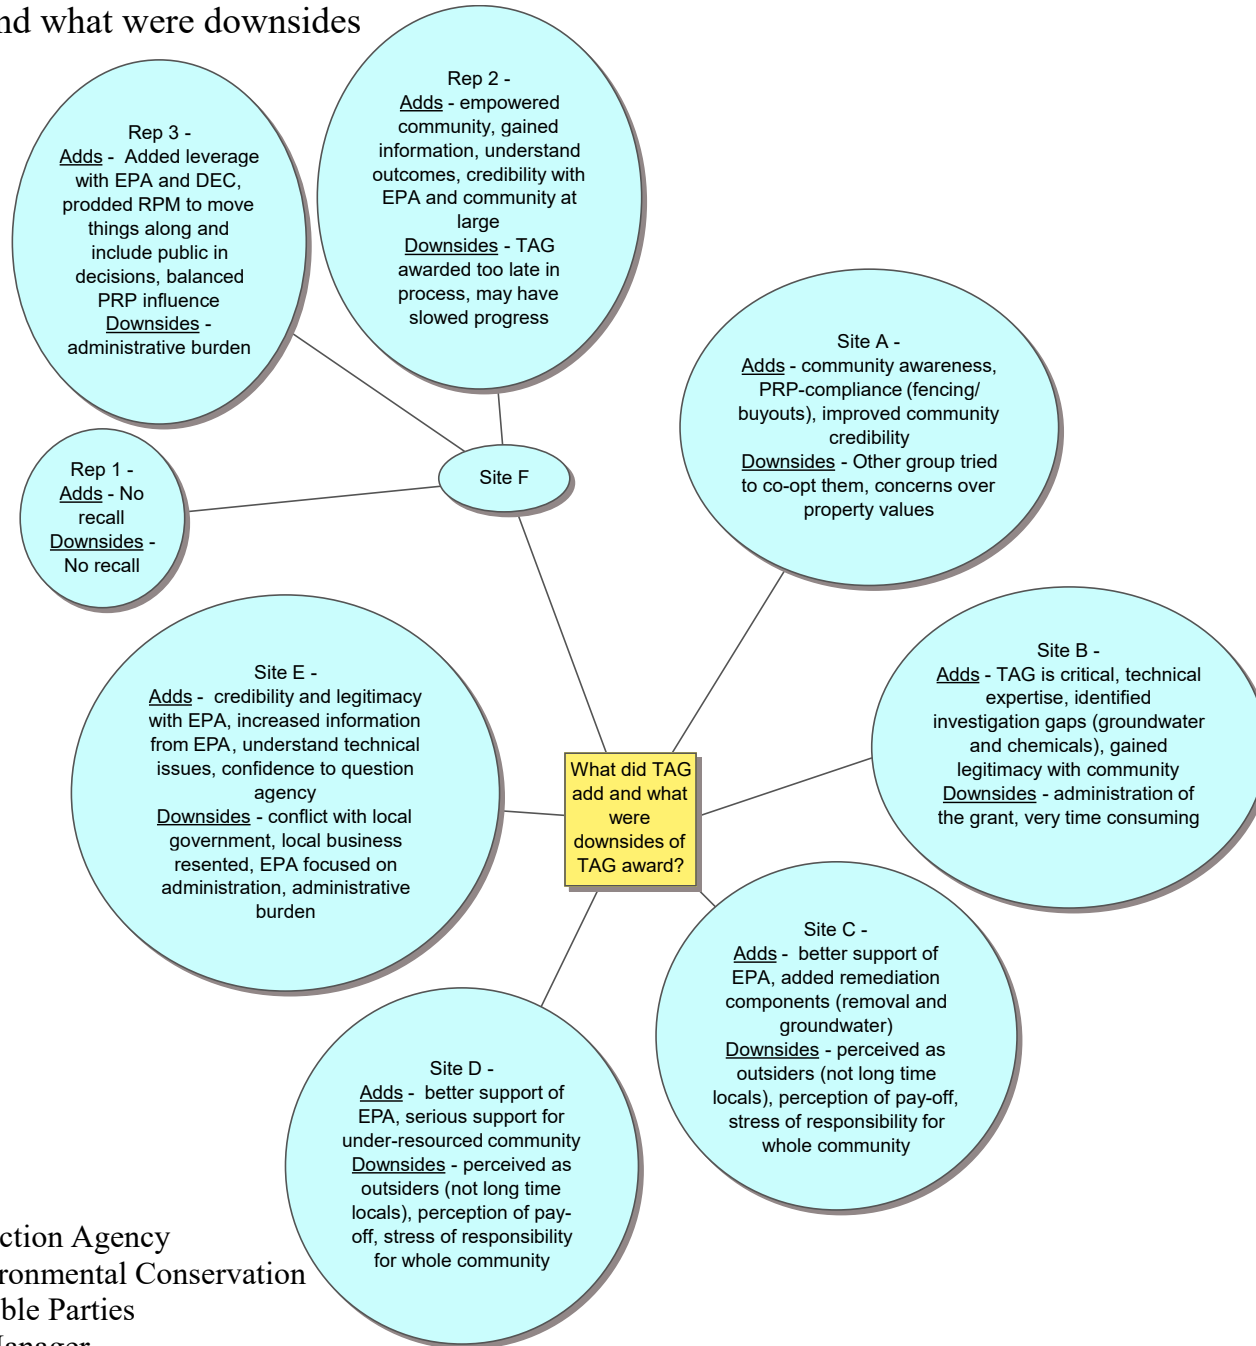 nd what were downsides
Rep 2 -
Adds - empowered
community, gained
information, understand
outcomes, credibility with
EPA and community at
large
Downsides - TAG
awarded too late in
process, may have
slowed progress
Rep 3 -
Adds -  Added leverage
with EPA and DEC,
prodded RPM to move
things along and
include public in
decisions, balanced
PRP influence
Downsides -
administrative burden
Rep 1 -
Adds - No
recall
Downsides -
No recall
Site F
Site A -
Adds - community awareness,
PRP-compliance (fencing/
buyouts), improved community
credibility
Downsides - Other group tried
to co-opt them, concerns over
property values
Site B -
Adds - TAG is critical, technical
expertise, identified
investigation gaps (groundwater
and chemicals), gained
legitimacy with community
Downsides - administration of
the grant, very time consuming
Site E -
Adds -  credibility and legitimacy
with EPA, increased information
from EPA, understand technical
issues, confidence to question
agency
Downsides - conflict with local
government, local business
resented, EPA focused on
administration, administrative
burden
What did TAG
add and what
were
downsides of
TAG award?
Site C -
Adds -  better support of
EPA, added remediation
components (removal and
groundwater)
Downsides - perceived as
outsiders (not long time
locals), perception of pay-off,
stress of responsibility for
whole community
Site D -
Adds -  better support of
EPA, serious support for
under-resourced community
Downsides - perceived as
outsiders (not long time
locals), perception of pay-
off, stress of responsibility
for whole community
ction Agency
ronmental Conservation
ble Parties
Manager